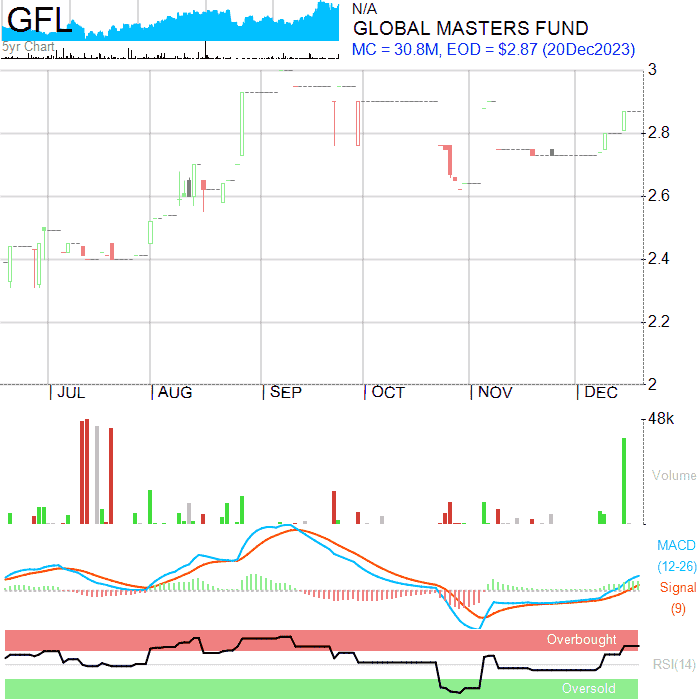 GFL
5yr Chart
N/A
GLOBAL MASTERS FUND
MC = 30.8M, EOD = $2.87 (20Dec2023)
3
2.8
2.6
2.4
2.2
2
JUL AUG SEP OCT NOV DEC
48k
Volume
MACD
(12-26)
Signal
(9)
Overbought
RSI(14)
Oversold